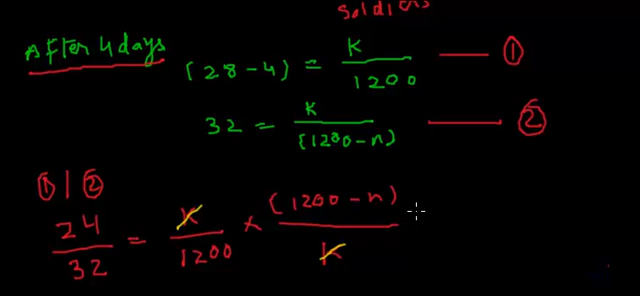 Soldiers
After 4 days
(28-4) = K/1200 — ①
32 = K/(1200-n) — ②
① | ②
24/32 = K/1200 × (1200-n)/K